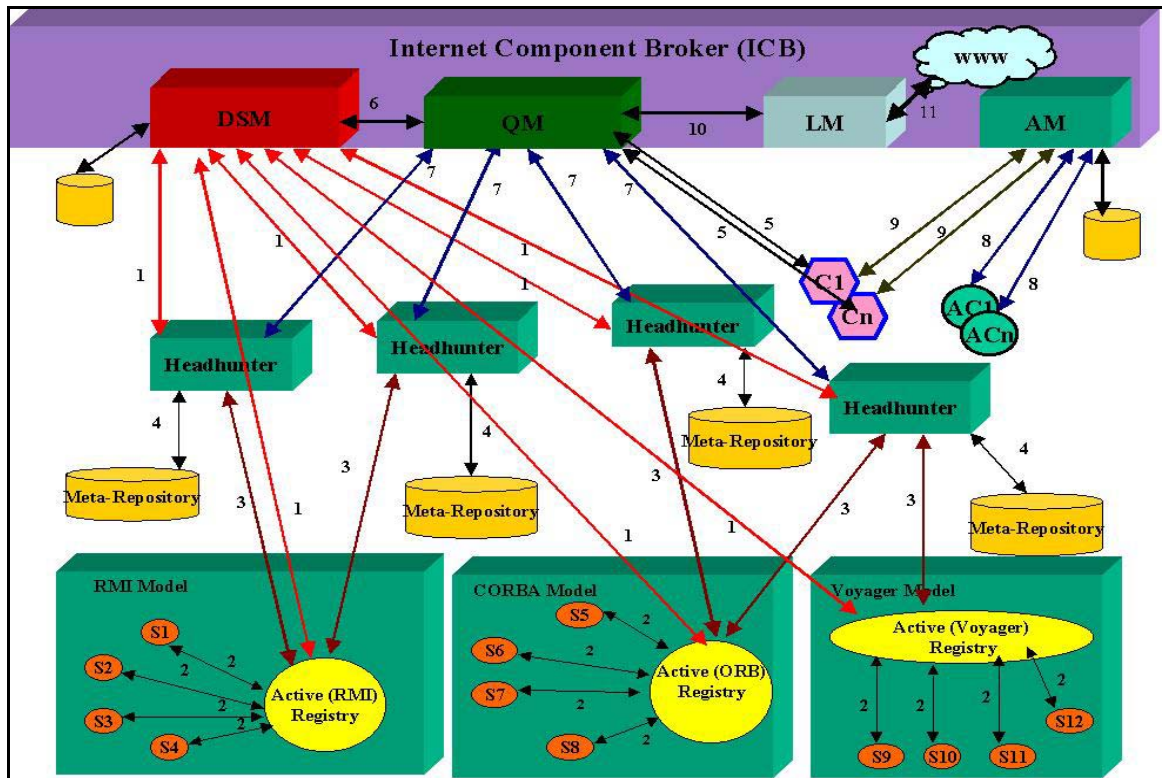 Internet Component Broker (ICB)
WWW
DSM
6
QM
10
LM
11
AM
7
7
7
7
5
5
9
9
8
8
1
1
1
1
C1
Cn
AC1
ACn
Headhunter
Headhunter
Headhunter
Headhunter
4
4
4
4
Meta-Repository
Meta-Repository
Meta-Repository
Meta-Repository
3
3
3
3
3
1
1
1
RMI Model
S1
S2
S3
S4
2
2
2
2
Active (RMI)
Registry
CORBA Model
S5
S6
S7
S8
2
2
2
2
Active (ORB)
Registry
Voyager Model
Active (Voyager)
Registry
2
2
2
2
S9
S10
S11
S12